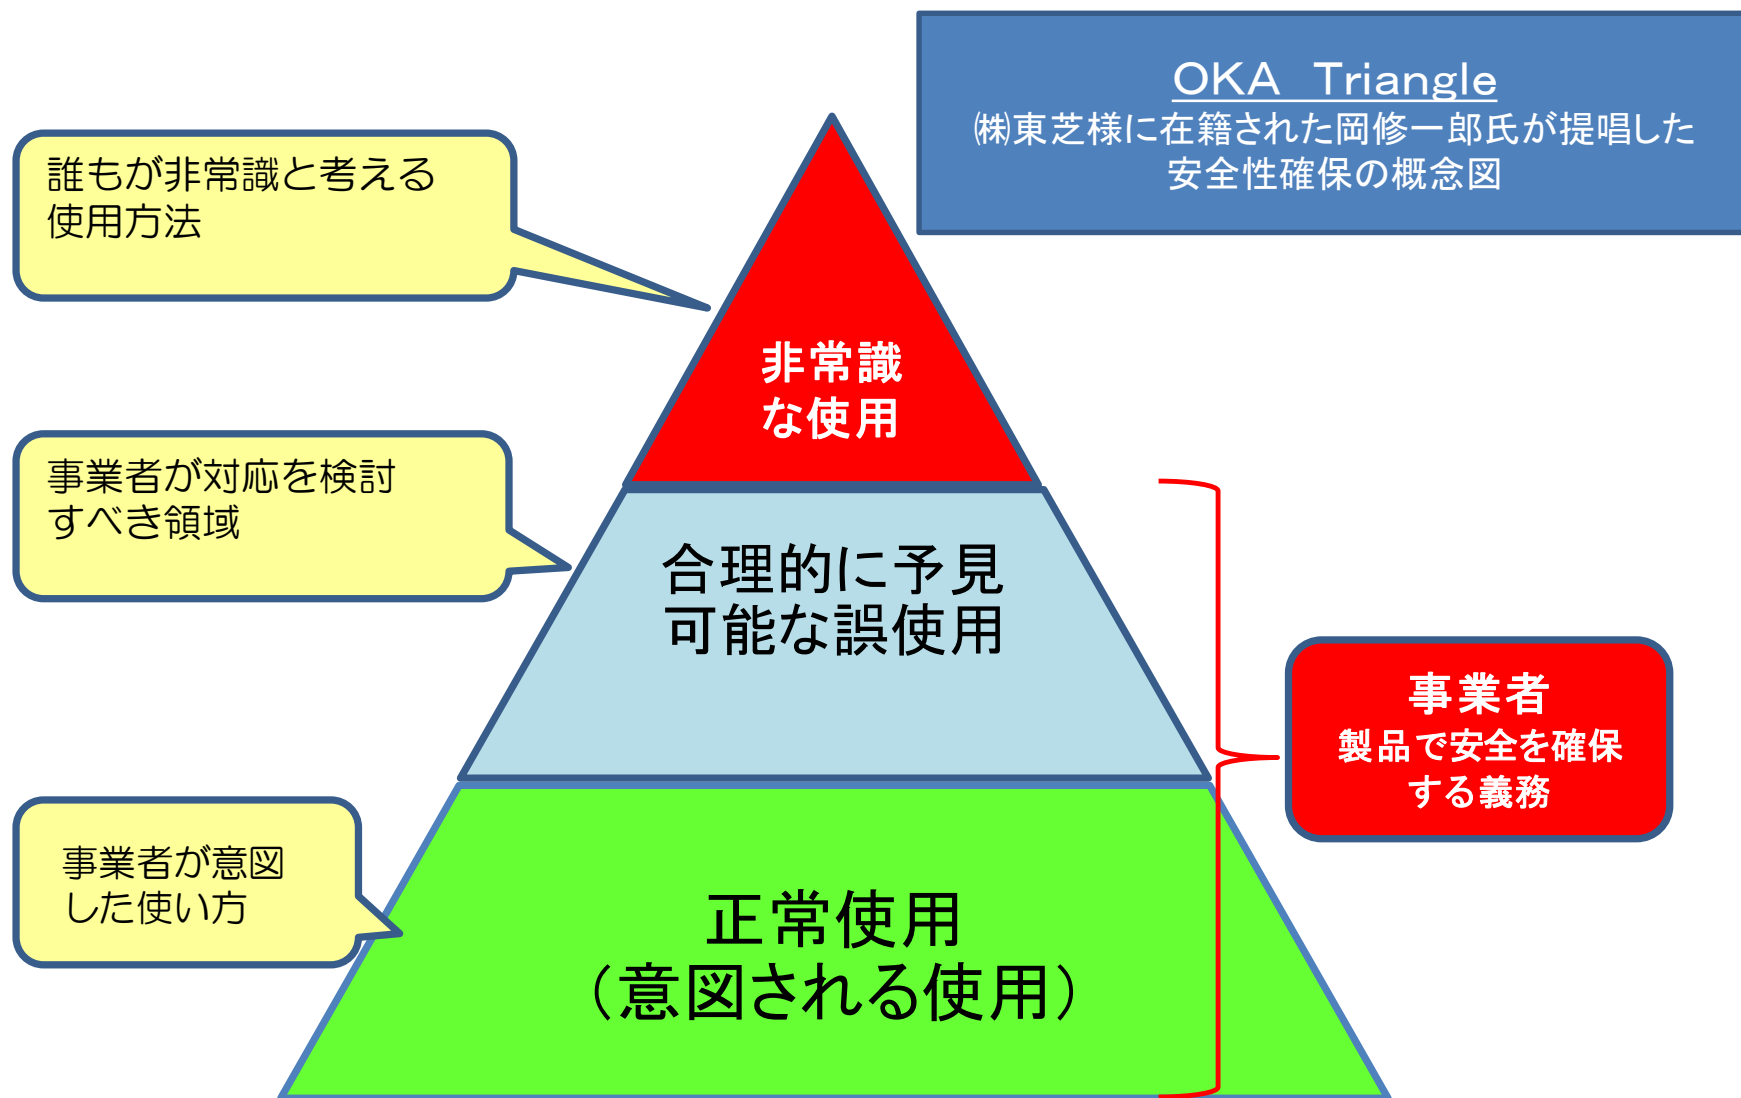 OKA　Triangle
㈱東芝様に在籍された岡修一郎氏が提唱した
安全性確保の概念図
誰もが非常識と考える
使用方法
非常識
な使用
事業者が対応を検討
すべき領域
合理的に予見
可能な誤使用
事業者
製品で安全を確保
する義務
事業者が意図
した使い方
正常使用
（意図される使用）